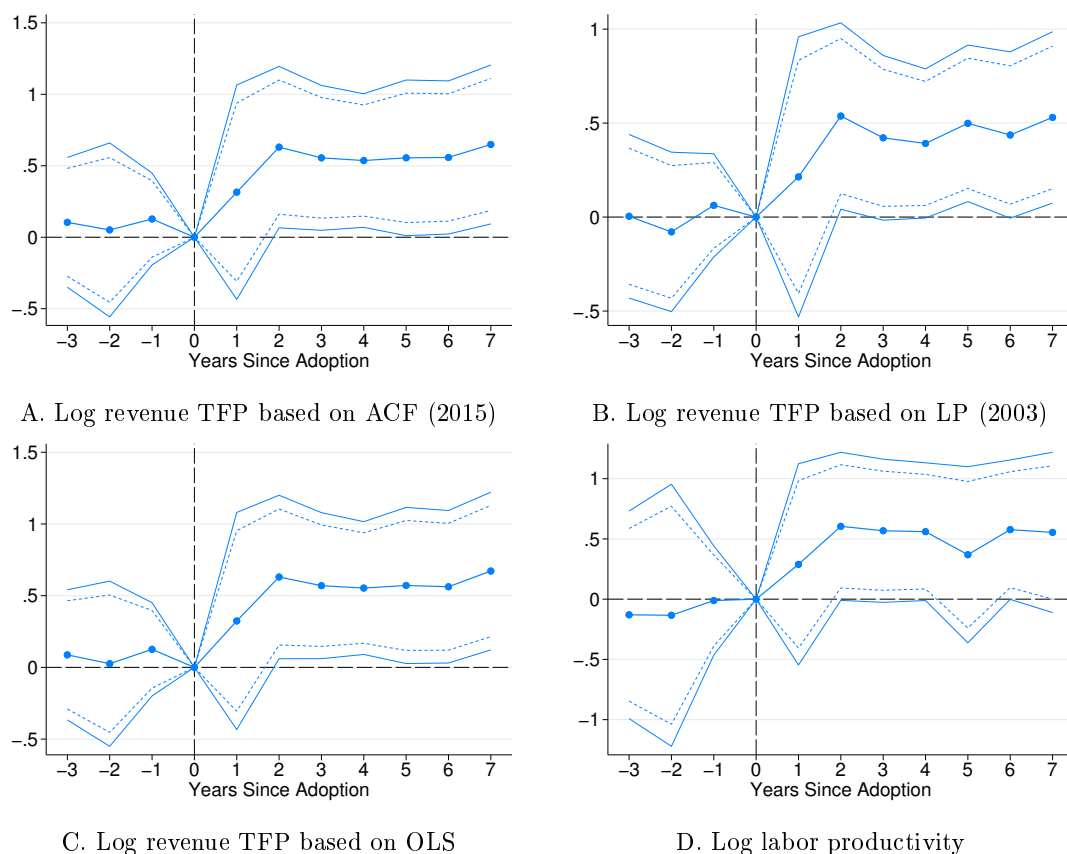 1.5
1
.5
0
−.5
−3 −2 −1 0 1 2 3 4 5 6 7
Years Since Adoption
A. Log revenue TFP based on ACF (2015)
1
.5
0
−.5
−3 −2 −1 0 1 2 3 4 5 6 7
Years Since Adoption
B. Log revenue TFP based on LP (2003)
1.5
1
.5
0
−.5
−3 −2 −1 0 1 2 3 4 5 6 7
Years Since Adoption
C. Log revenue TFP based on OLS
1
.5
0
−.5
−1
−3 −2 −1 0 1 2 3 4 5 6 7
Years Since Adoption
D. Log labor productivity